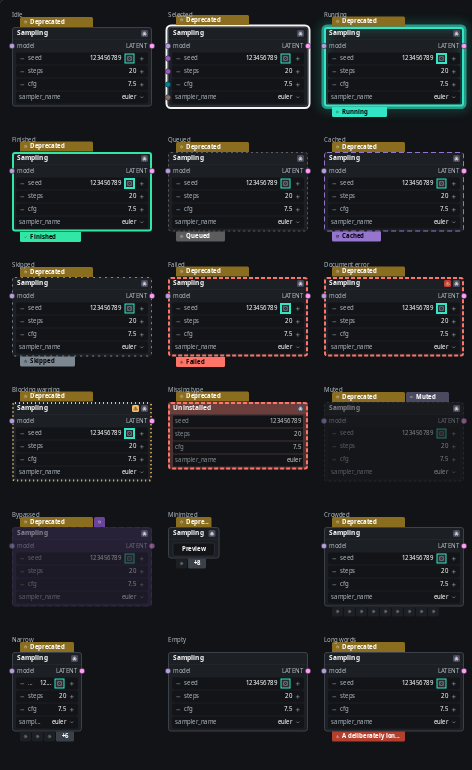 Idle
Deprecated
Sampling
model LATENT
seed 123456789
steps 20
cfg 7.5
sampler_name euler
Selected
Deprecated
Sampling
model LATENT
seed 123456789
steps 20
cfg 7.5
sampler_name euler
Running
Deprecated
Sampling
model LATENT
seed 123456789
steps 20
cfg 7.5
sampler_name euler
Running
Finished
Deprecated
Sampling
model LATENT
seed 123456789
steps 20
cfg 7.5
sampler_name euler
Finished
Queued
Deprecated
Sampling
model LATENT
seed 123456789
steps 20
cfg 7.5
sampler_name euler
Queued
Cached
Deprecated
Sampling
model LATENT
seed 123456789
steps 20
cfg 7.5
sampler_name euler
Cached
Skipped
Deprecated
Sampling
model LATENT
seed 123456789
steps 20
cfg 7.5
sampler_name euler
Skipped
Failed
Deprecated
Sampling
model LATENT
seed 123456789
steps 20
cfg 7.5
sampler_name euler
Failed
Document error
Deprecated
Sampling
model LATENT
seed 123456789
steps 20
cfg 7.5
sampler_name euler
Blocking warning
Deprecated
Sampling
model LATENT
seed 123456789
steps 20
cfg 7.5
sampler_name euler
Missing type
Deprecated
Uninstalled
seed 123456789
steps 20
cfg 7.5
sampler_name euler
Muted
Deprecated Muted
Sampling
model LATENT
seed 123456789
steps 20
cfg 7.5
sampler_name euler
Bypassed
Deprecated
Sampling
model LATENT
seed 123456789
steps 20
cfg 7.5
sampler_name euler
Minimized
Depre...
Sampling
Preview
+8
Crowded
Deprecated
Sampling
model LATENT
seed 123456789
steps 20
cfg 7.5
sampler_name euler
Narrow
Deprecated
Sampling
model LATENT
... 12...
steps 20
cfg 7.5
sampl... euler
+6
Empty
Sampling
model LATENT
seed 123456789
steps 20
cfg 7.5
sampler_name euler
Long words
Deprecated
Sampling
model LATENT
seed 123456789
steps 20
cfg 7.5
sampler_name euler
A deliberately lon...